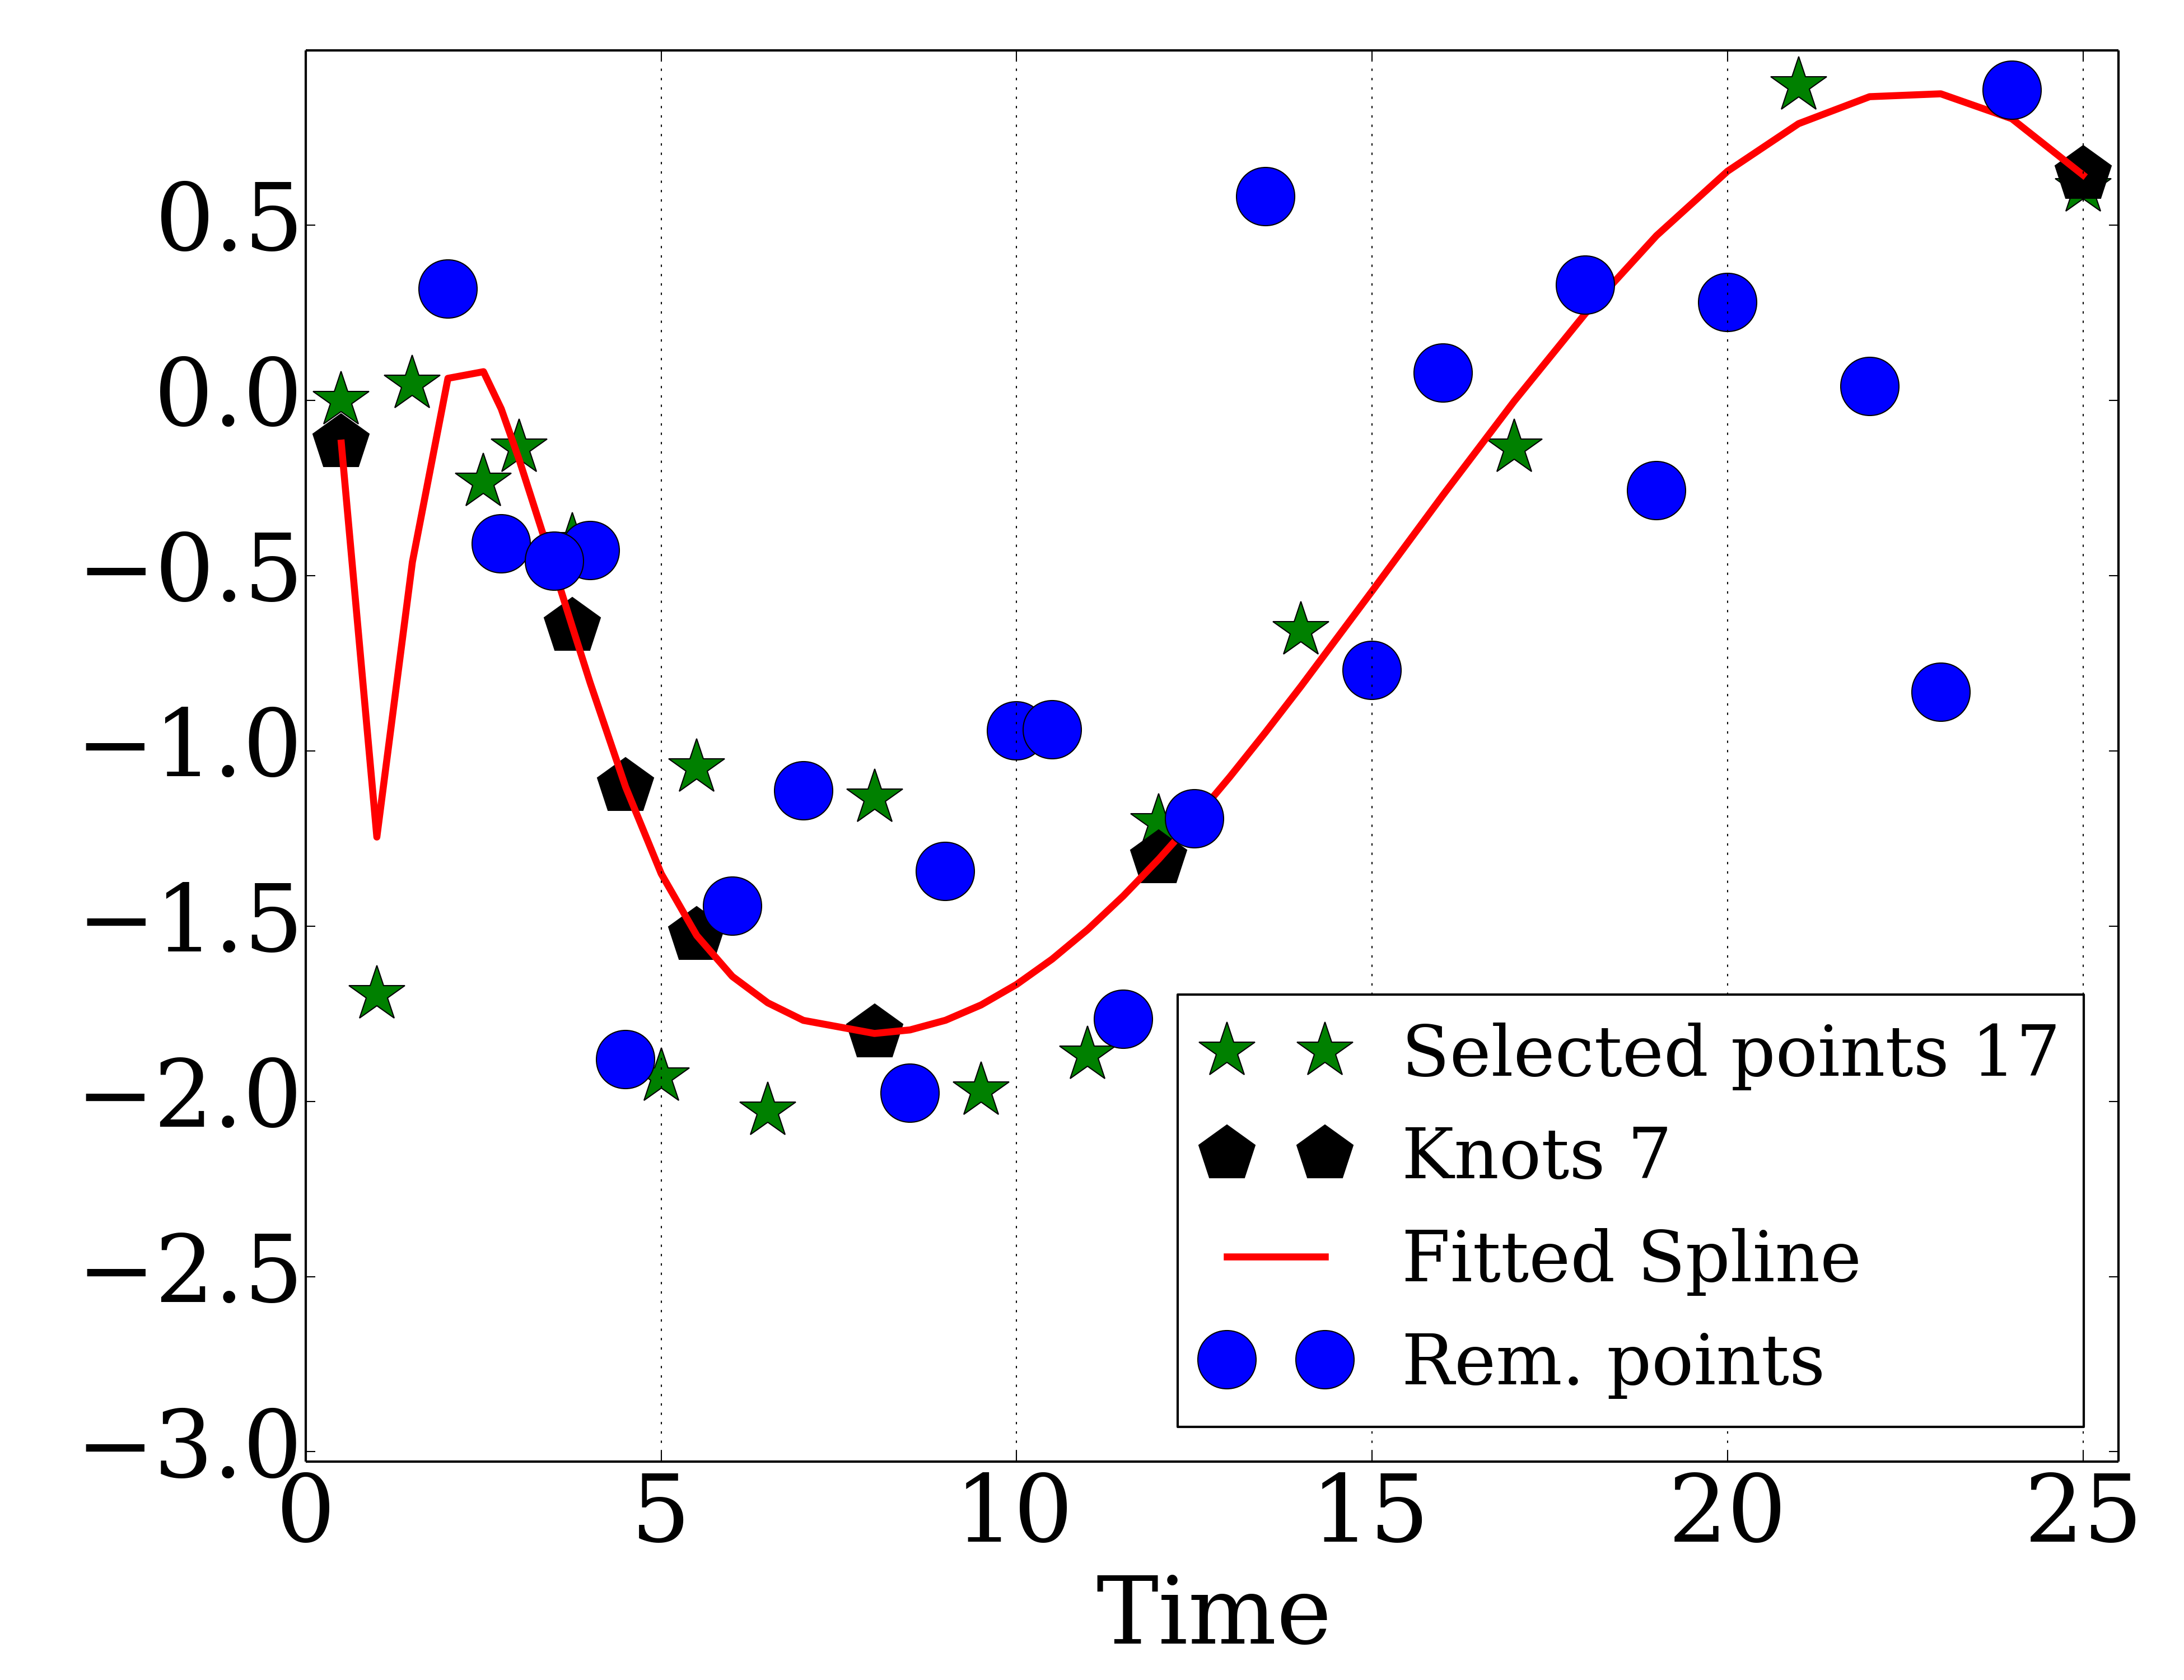 0.5
0.0
−0.5
−1.0
−1.5
−2.0
−2.5
−3.0
0 5 10 15 20 25
Time
Selected points 17
Knots 7
Fitted Spline
Rem. points